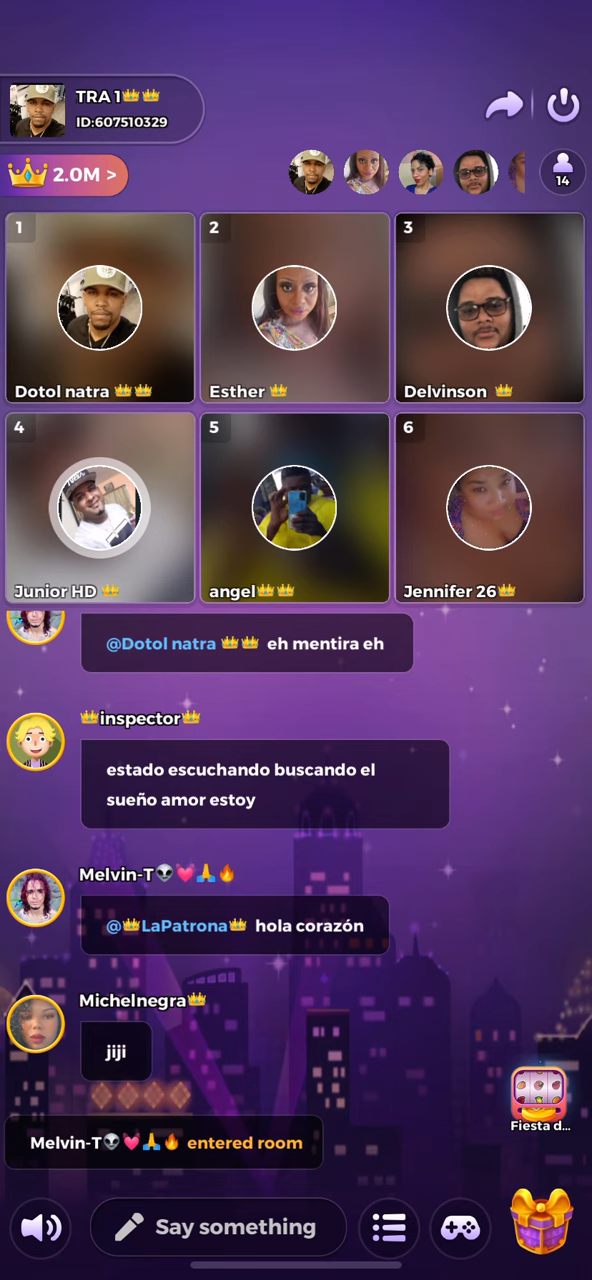 TRA 1👑👑
ID:607510329
2.0M >
14
1
2
3
Dotol natra 👑👑
Esther 👑
Delvinson 👑
4
5
6
Junior HD 👑
angel👑👑
Jennifer 26👑
@Dotol natra 👑👑 eh mentira eh
👑inspector👑
estado escuchando buscando el
sueño amor estoy
Melvin-T👽💓🙏🔥
@👑LaPatrona👑 hola corazón
Michelnegra👑
jiji
Fiesta d...
Melvin-T👽💓🙏🔥 entered room
Say something